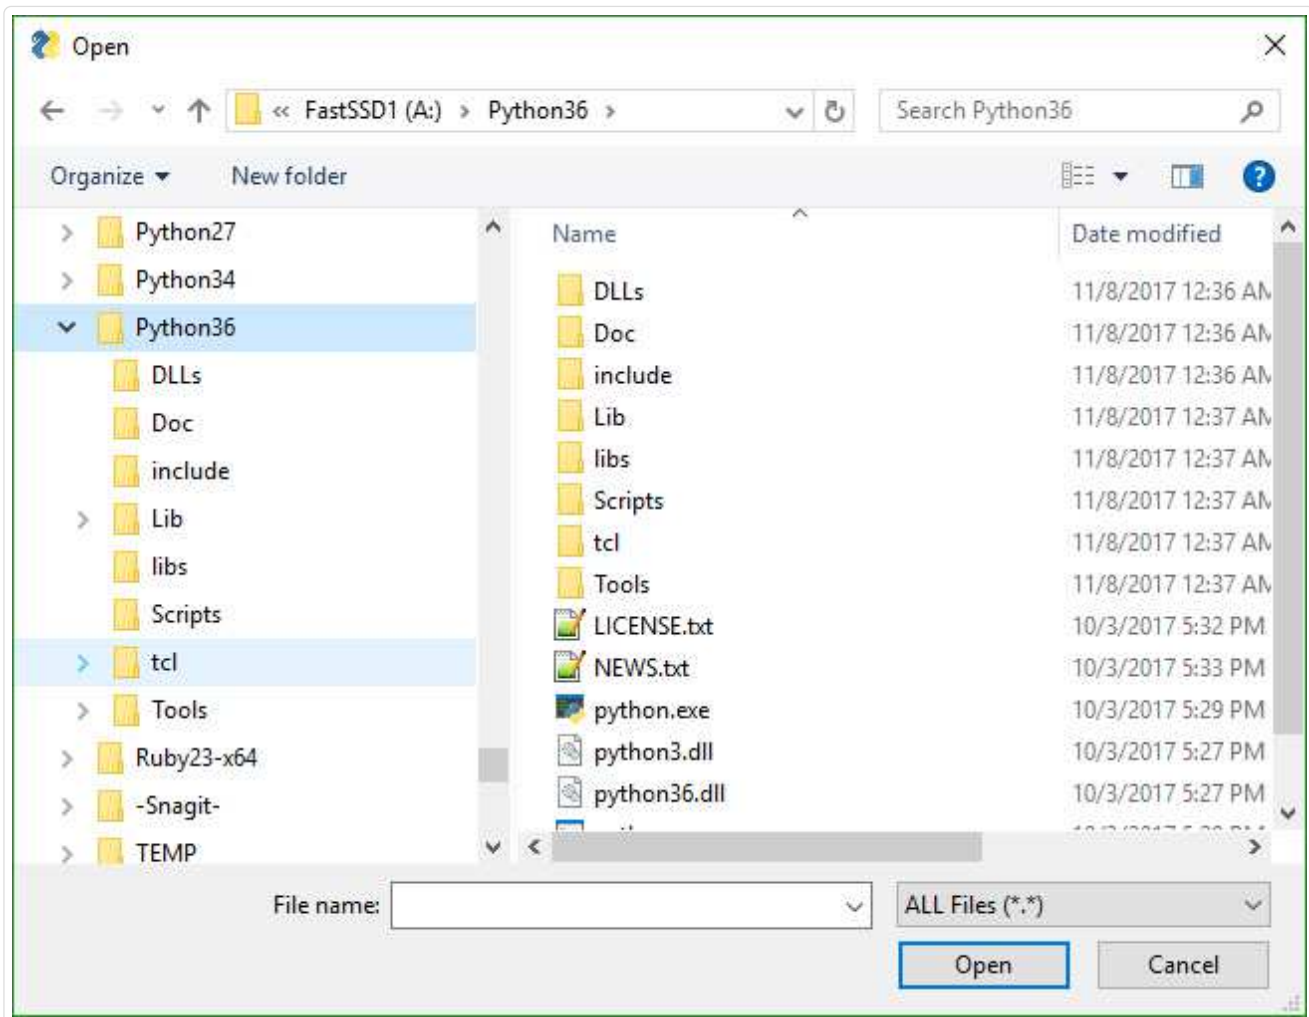 Open
« FastSSD1 (A:) > Python36 >
Search Python36
Organize
New folder
Python27
Python34
Python36
DLLs
Doc
include
Lib
libs
Scripts
tcl
Tools
Ruby23-x64
-Snagit-
TEMP
Name Date modified
DLLs 11/8/2017 12:36 AM
Doc 11/8/2017 12:36 AM
include 11/8/2017 12:36 AM
Lib 11/8/2017 12:37 AM
libs 11/8/2017 12:37 AM
Scripts 11/8/2017 12:37 AM
tcl 11/8/2017 12:37 AM
Tools 11/8/2017 12:37 AM
LICENSE.txt 10/3/2017 5:32 PM
NEWS.txt 10/3/2017 5:33 PM
python.exe 10/3/2017 5:29 PM
python3.dll 10/3/2017 5:27 PM
python36.dll 10/3/2017 5:27 PM
File name:
ALL Files (*.*)
Open
Cancel